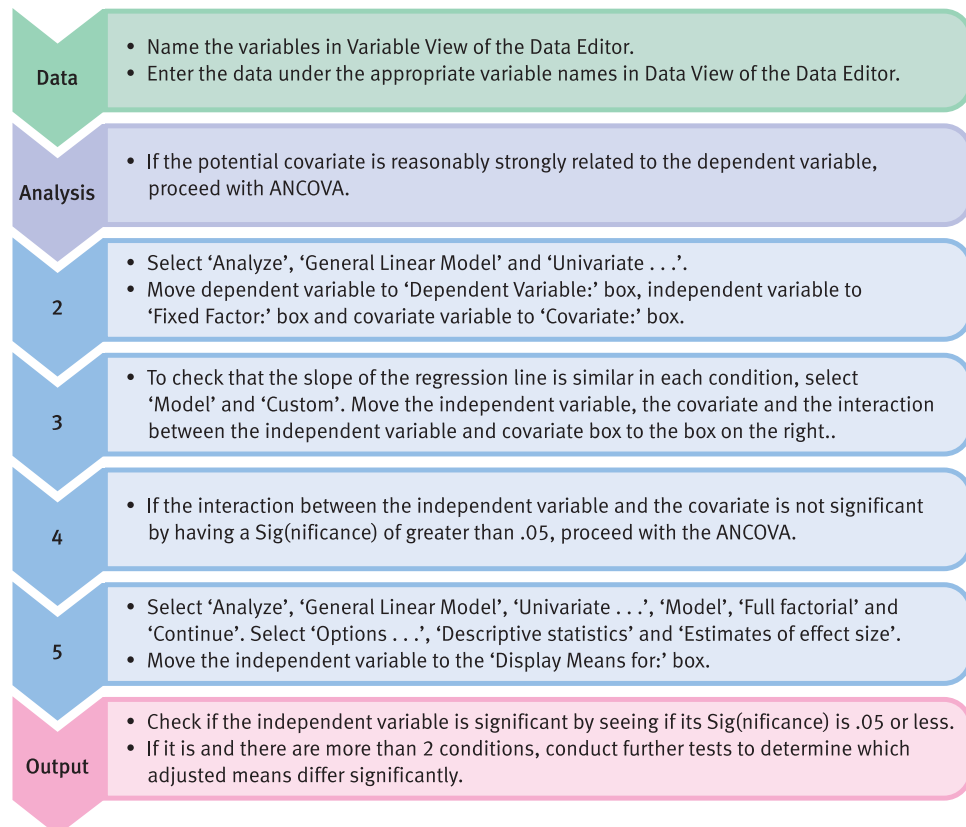 Data
• Name the variables in Variable View of the Data Editor.
• Enter the data under the appropriate variable names in Data View of the Data Editor.
Analysis
• If the potential covariate is reasonably strongly related to the dependent variable,
proceed with ANCOVA.
2
• Select ‘Analyze’, ‘General Linear Model’ and ‘Univariate . . .’.
• Move dependent variable to ‘Dependent Variable:’ box, independent variable to
‘Fixed Factor:’ box and covariate variable to ‘Covariate:’ box.
3
• To check that the slope of the regression line is similar in each condition, select
‘Model’ and ‘Custom’. Move the independent variable, the covariate and the interaction
between the independent variable and covariate box to the box on the right..
4
• If the interaction between the independent variable and the covariate is not significant
by having a Sig(nificance) of greater than .05, proceed with the ANCOVA.
5
• Select ‘Analyze’, ‘General Linear Model’, ‘Univariate . . .’, ‘Model’, ‘Full factorial’ and
‘Continue’. Select ‘Options . . .’, ‘Descriptive statistics’ and ‘Estimates of effect size’.
• Move the independent variable to the ‘Display Means for:’ box.
Output
• Check if the independent variable is significant by seeing if its Sig(nificance) is .05 or less.
• If it is and there are more than 2 conditions, conduct further tests to determine which
adjusted means differ significantly.